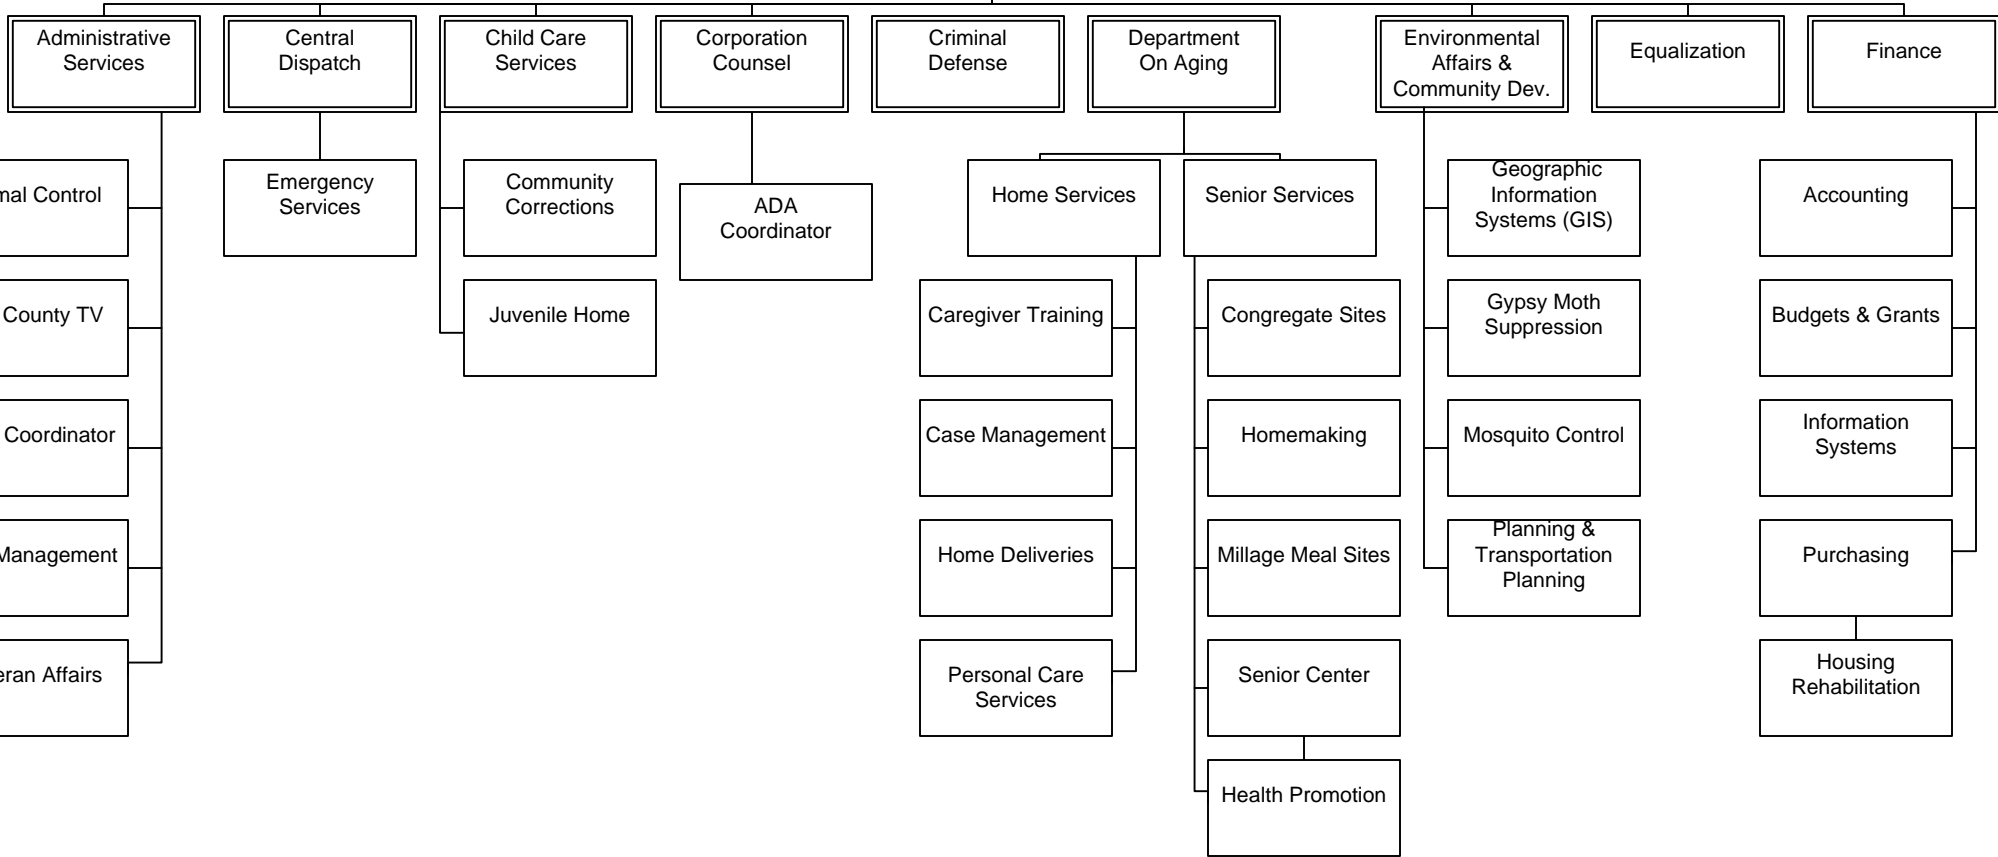 Administrative
Services
Central
Dispatch
Child Care
Services
Corporation
Counsel
Criminal
Defense
Department
On Aging
Environmental
Affairs &
Community Dev.
Equalization
Finance
Control
County TV
Coordinator
Management
Affairs
Emergency
Services
Community
Corrections
Juvenile Home
ADA
Coordinator
Home Services
Caregiver Training
Case Management
Home Deliveries
Personal Care
Services
Senior Services
Congregate Sites
Homemaking
Millage Meal Sites
Senior Center
Health Promotion
Geographic
Information
Systems (GIS)
Gypsy Moth
Suppression
Mosquito Control
Planning &
Transportation
Planning
Accounting
Budgets & Grants
Information
Systems
Purchasing
Housing
Rehabilitation